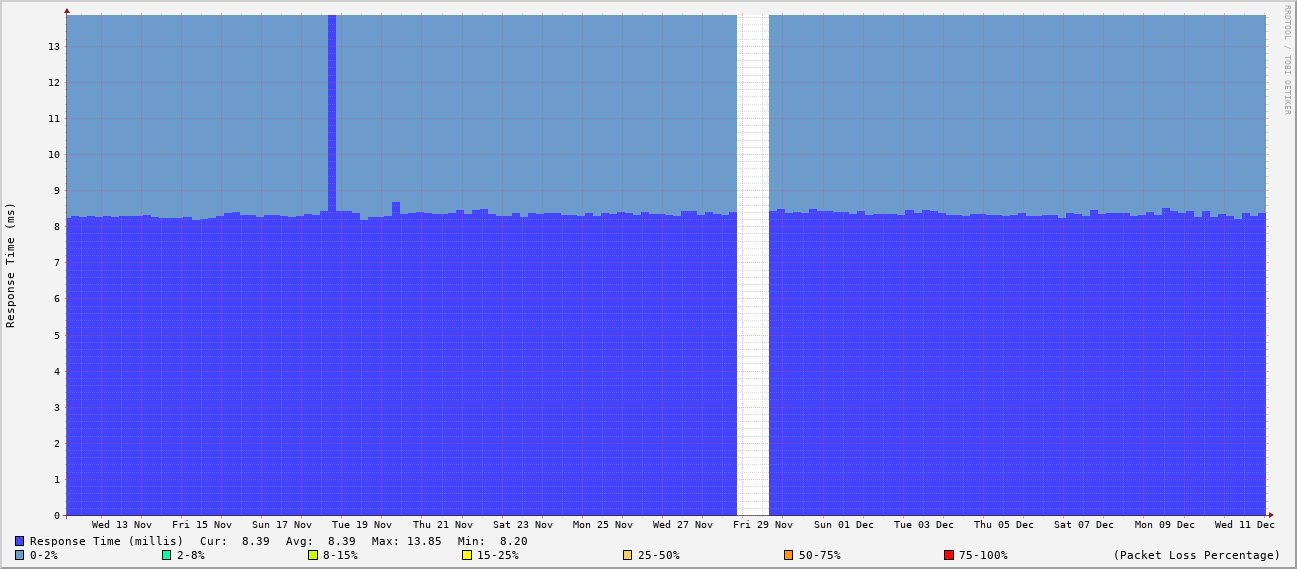 RRDTOOL / TOBI OETIKER
Response Time (ms)
13
12
11
10
9
8
7
6
5
4
3
2
1
0
Wed 13 Nov Fri 15 Nov Sun 17 Nov Tue 19 Nov Thu 21 Nov Sat 23 Nov Mon 25 Nov Wed 27 Nov Fri 29 Nov Sun 01 Dec Tue 03 Dec Thu 05 Dec Sat 07 Dec Mon 09 Dec Wed 11 Dec
Response Time (millis) Cur: 8.39 Avg: 8.39 Max: 13.85 Min: 8.20
0-2% 2-8% 8-15% 15-25% 25-50% 50-75% 75-100% (Packet Loss Percentage)